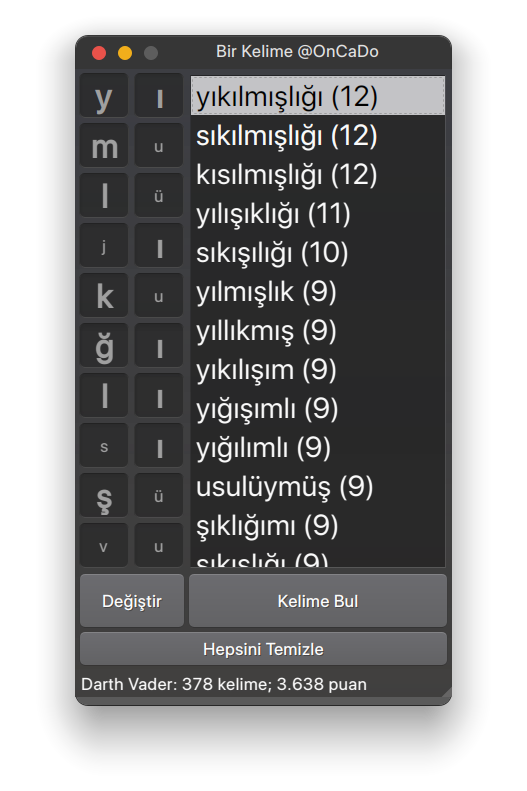 Bir Kelime @OnCaDo
y ı
m u
l ü
j ı
k u
ğ ı
l ı
s ı
ş ü
v u
yıkılmışlığı (12)
sıkılmışlığı (12)
kısılmışlığı (12)
yılışıklığı (11)
sıkışılığı (10)
yılmışlık (9)
yıllıkmış (9)
yıkılışım (9)
yığışımlı (9)
yığılımlı (9)
usulüymüş (9)
şıklığımı (9)
sıkışlığı (9)
Değiştir
Kelime Bul
Hepsini Temizle
Darth Vader: 378 kelime; 3.638 puan